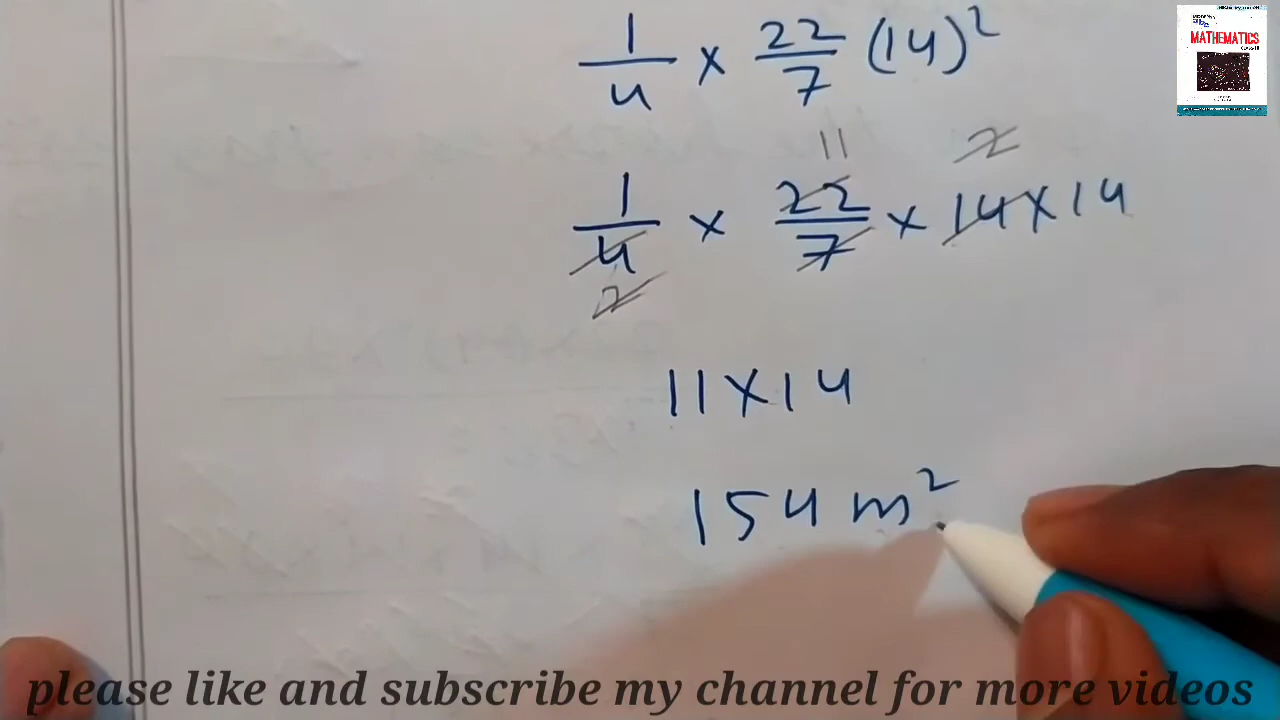 MATHEMATICS
1/4 × 22/7 (14)²
11 2
1/4 × 22/7 × 14 × 14
2
11 × 14
154 m²
please like and subscribe my channel for more videos